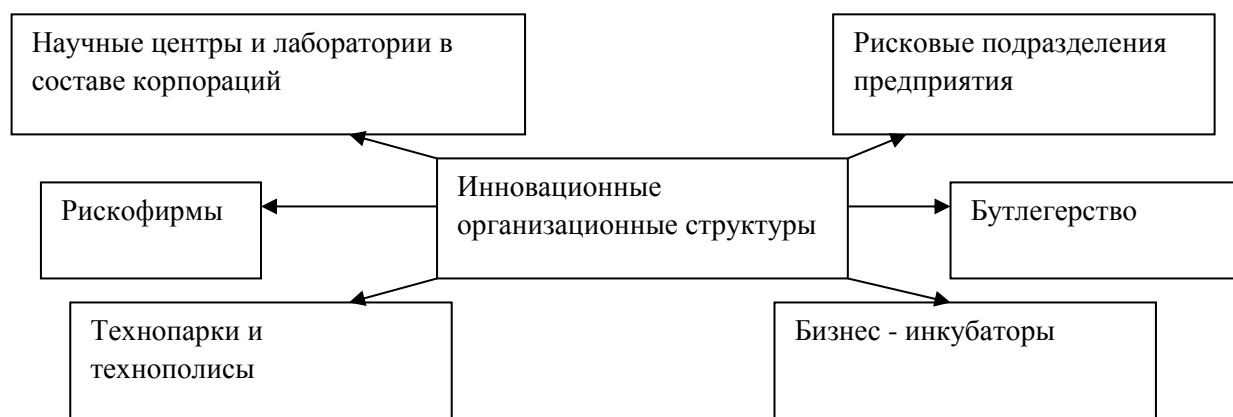 Научные центры и лаборатории в
составе корпораций
Рисковые подразделения
предприятия
Рискофирмы
Инновационные
организационные структуры
Бутлегерство
Технопарки и
технополисы
Бизнес - инкубаторы